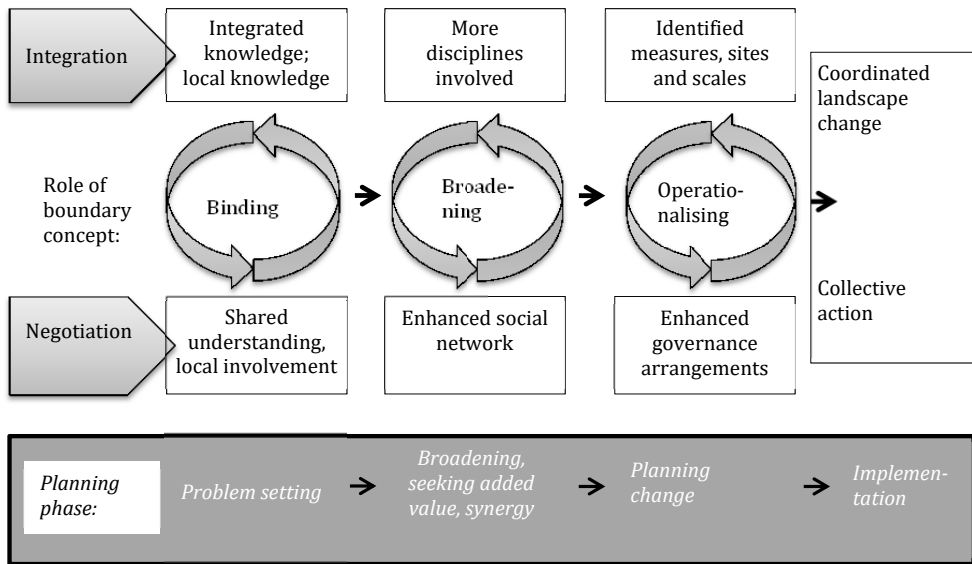 Integration
Integrated
knowledge;
local knowledge
More
disciplines
involved
Identified
measures, sites
and scales
Coordinated
landscape
change
Role of
boundary
concept:
Binding
Broade-
ning
Operatio-
nalising
Collective
action
Negotiation
Shared
understanding,
local involvement
Enhanced social
network
Enhanced
governance
arrangements
Planning
phase:
Problem setting
Broadening,
seeking added
value, synergy
Planning
change
Implemen-
tation